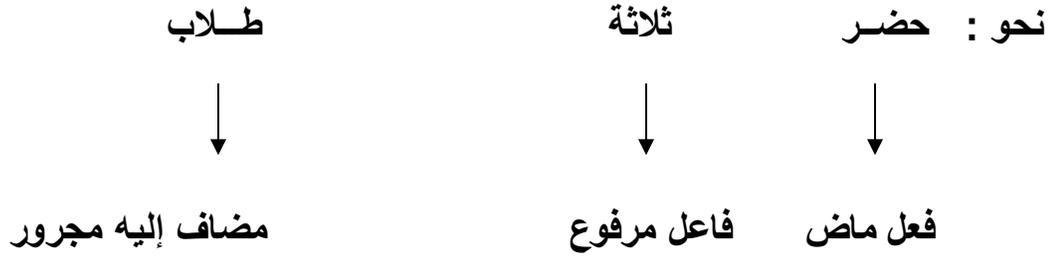 نحو : حضـر ثلاثة طـلاب
فعل ماض فاعل مرفوع مضاف إليه مجرور